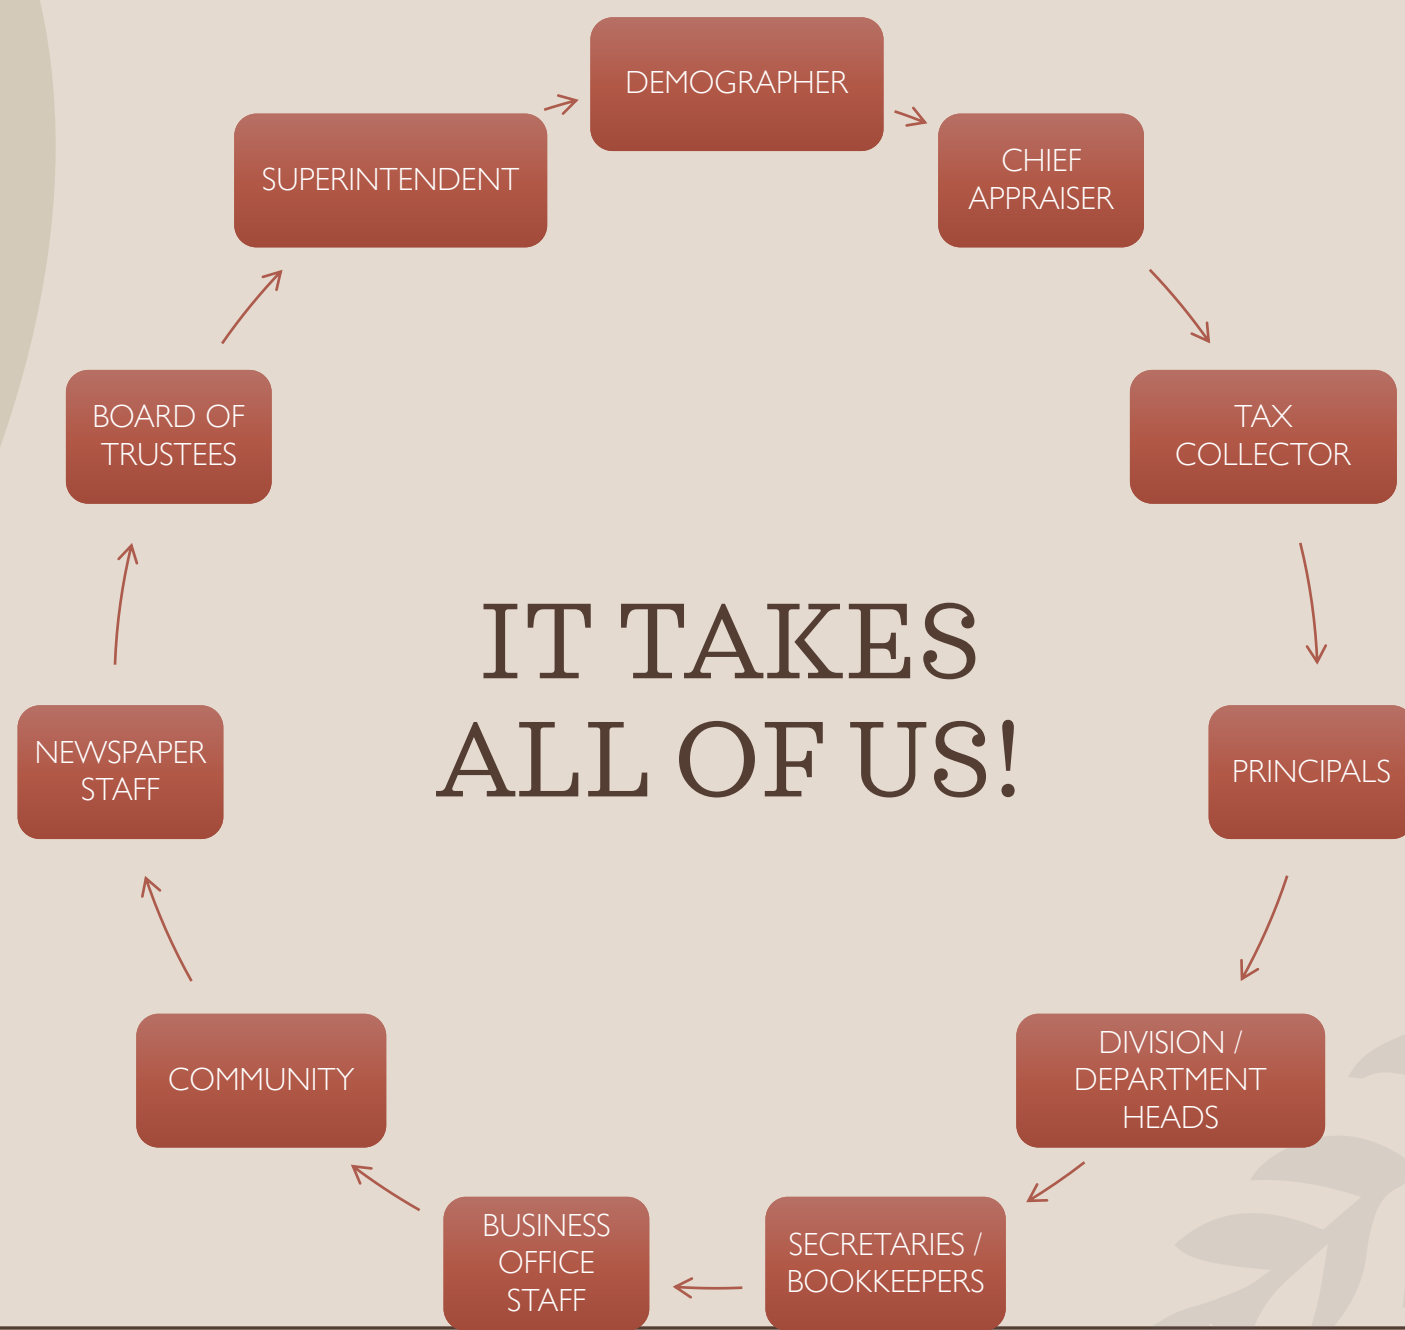 DEMOGRAPHER
CHIEF
APPRAISER
TAX
COLLECTOR
PRINCIPALS
DIVISION /
DEPARTMENT
HEADS
SECRETARIES /
BOOKKEEPERS
BUSINESS
OFFICE
STAFF
COMMUNITY
NEWSPAPER
STAFF
BOARD OF
TRUSTEES
SUPERINTENDENT
IT TAKES
ALL OF US!